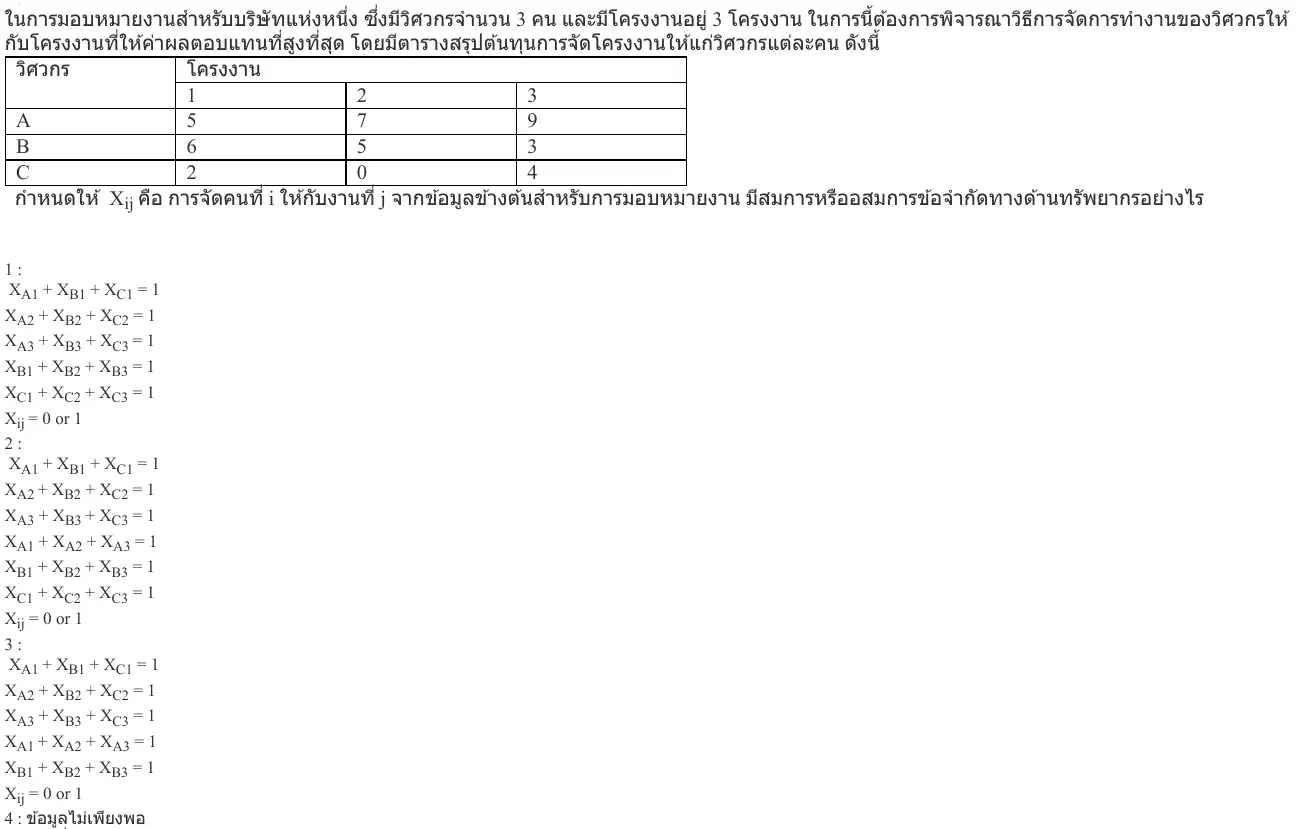 ในการมอบหมายงานสำหรับบริษัทแห่งหนึ่ง ซึ่งมีวิศวกรจำนวน 3 คน และมีโครงงานอยู่ 3 โครงงาน ในการนี้ต้องการพิจารณาวิธีการจัดการทำงานของวิศวกรให้
กับโครงงานที่ให้ค่าผลตอบแทนที่สูงที่สุด โดยมีตารางสรุปต้นทุนการจัดโครงงานให้แก่วิศวกรแต่ละคน ดังนี้
วิศวกร โครงงาน
1 2 3
A 5 7 9
B 6 5 3
C 2 0 4
กำหนดให้ Xij คือ การจัดคนที่ i ให้กับงานที่ j จากข้อมูลข้างต้นสำหรับการมอบหมายงาน มีสมการหรืออสมการข้อจำกัดทางด้านทรัพยากรอย่างไร
1 :
XA1 + XB1 + XC1 = 1
XA2 + XB2 + XC2 = 1
XA3 + XB3 + XC3 = 1
XB1 + XB2 + XB3 = 1
XC1 + XC2 + XC3 = 1
Xij = 0 or 1
2 :
XA1 + XB1 + XC1 = 1
XA2 + XB2 + XC2 = 1
XA3 + XB3 + XC3 = 1
XA1 + XA2 + XA3 = 1
XB1 + XB2 + XB3 = 1
XC1 + XC2 + XC3 = 1
Xij = 0 or 1
3 :
XA1 + XB1 + XC1 = 1
XA2 + XB2 + XC2 = 1
XA3 + XB3 + XC3 = 1
XA1 + XA2 + XA3 = 1
XB1 + XB2 + XB3 = 1
Xij = 0 or 1
4 : ข้อมูลไม่เพียงพอ